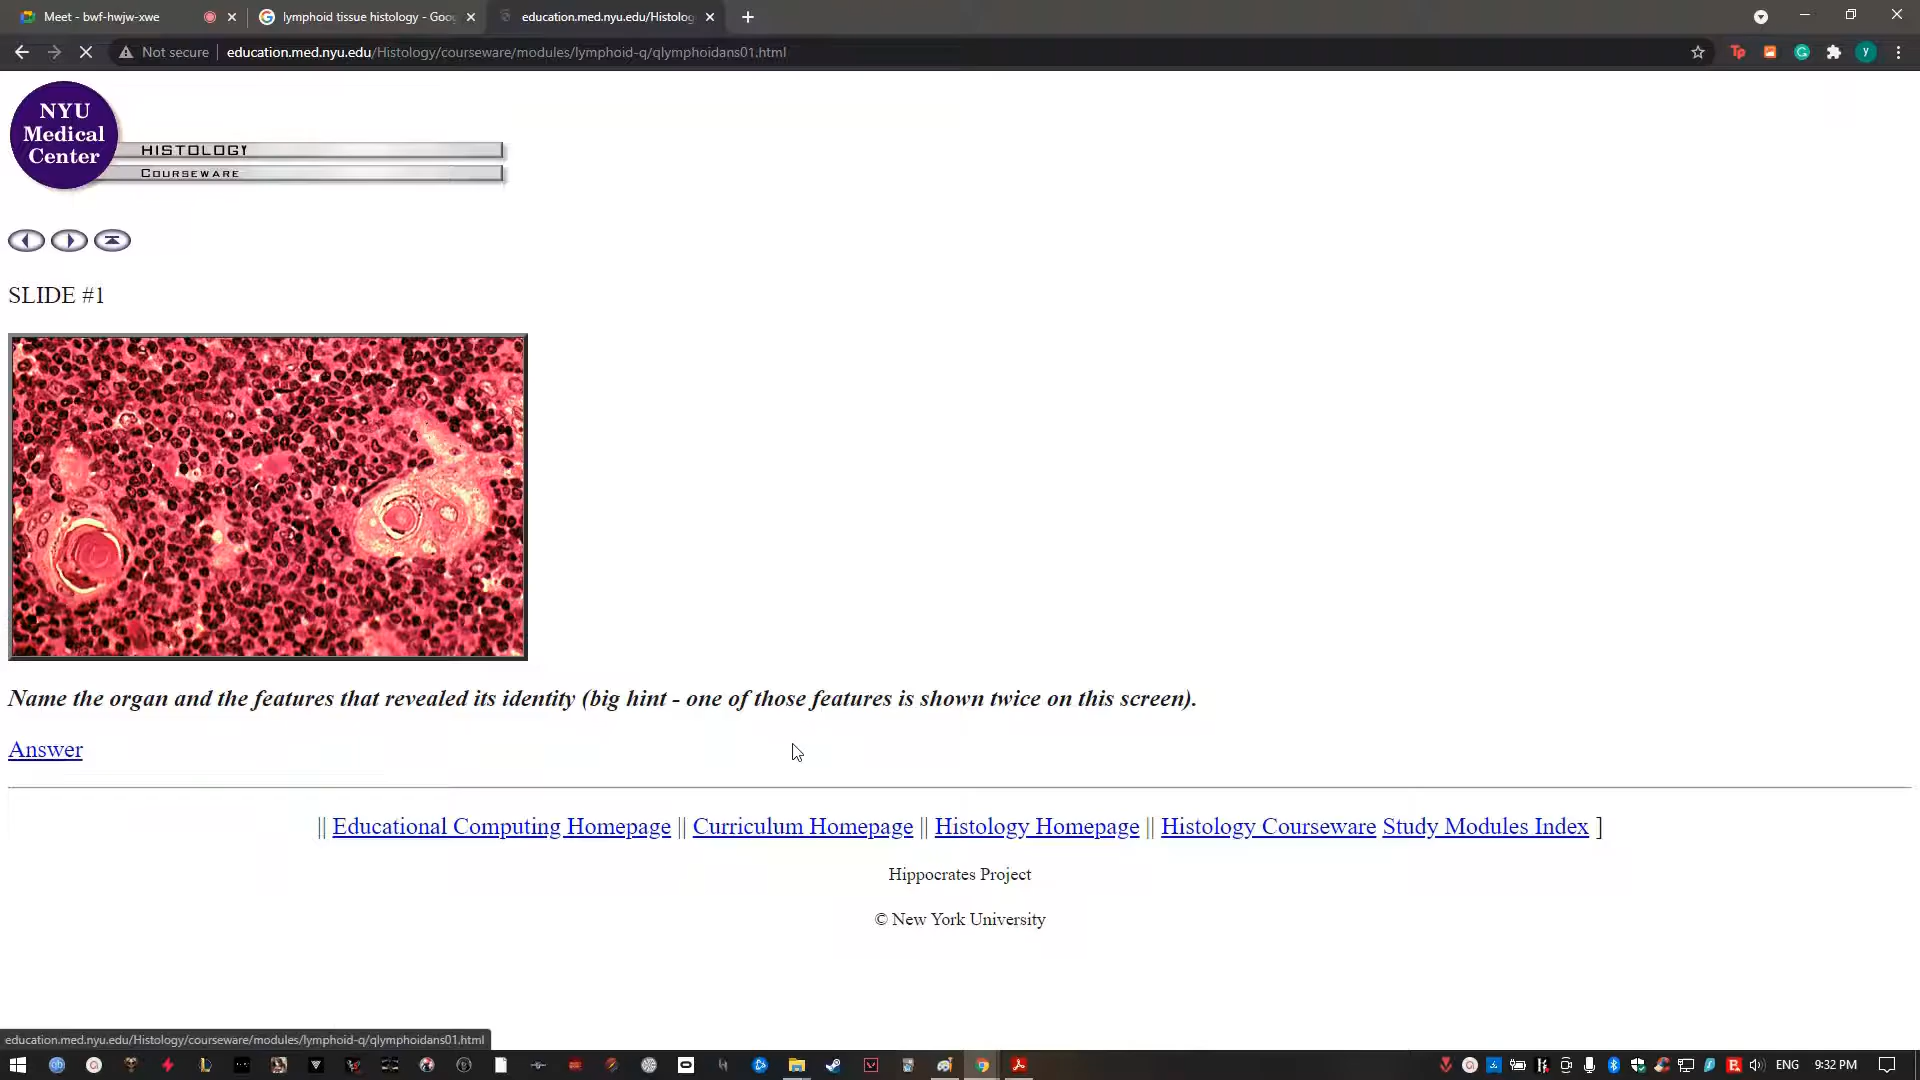 Meet - bwf-hwjw-xwe
lymphoid tissue histology - Goo
education.med.nyu.edu/Histolog
Not secure
education.med.nyu.edu/Histology/courseware/modules/lymphoid-q/qlymphoidans01.html
Tp
y
NYU
Medical
Center
HISTOLOGY
COURSEWARE
SLIDE #1
Name the organ and the features that revealed its identity (big hint - one of those features is shown twice on this screen).
Answer
|| Educational Computing Homepage || Curriculum Homepage || Histology Homepage || Histology Courseware Study Modules Index ]
Hippocrates Project
© New York University
education.med.nyu.edu/Histology/courseware/modules/lymphoid-q/qlymphoidans01.html
ENG
9:32 PM